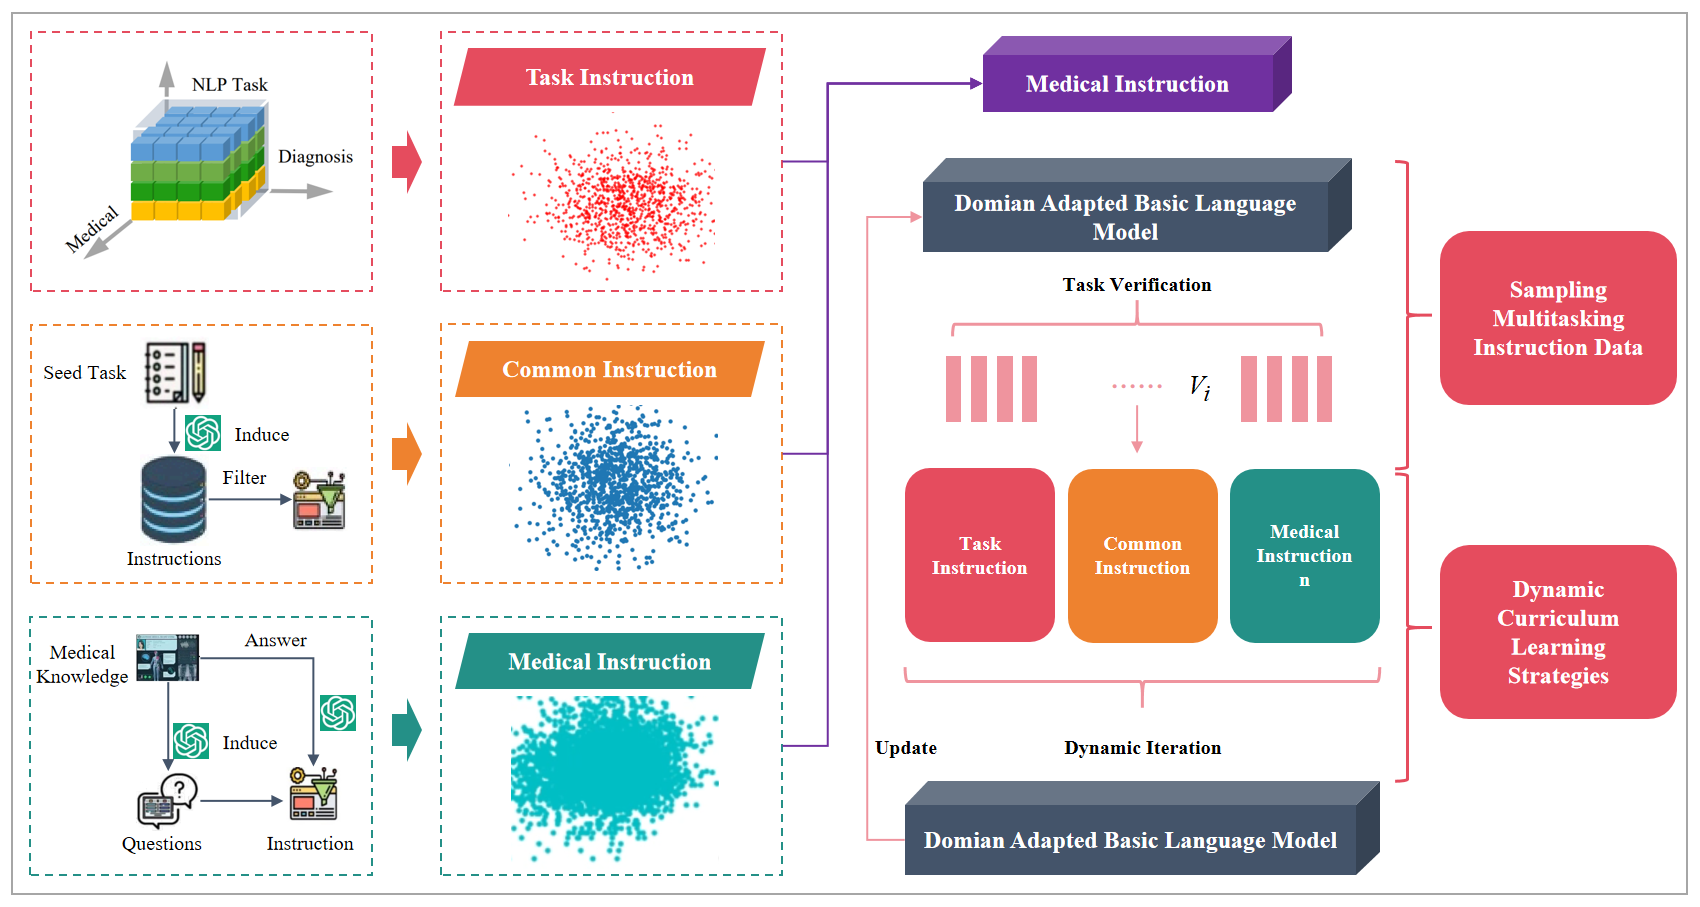 NLP Task
Diagnosis
Medical
Task Instruction
Seed Task
Induce
Filter
Instructions
Common Instruction
Medical
Knowledge
Answer
Induce
Questions
Instruction
Medical Instruction
Medical Instruction
Domian Adapted Basic Language
Model
Task Verification
...... Vi
Task
Instruction
Common
Instruction
Medical
Instruction
n
Update
Dynamic Iteration
Domian Adapted Basic Language Model
Sampling
Multitasking
Instruction Data
Dynamic
Curriculum
Learning
Strategies